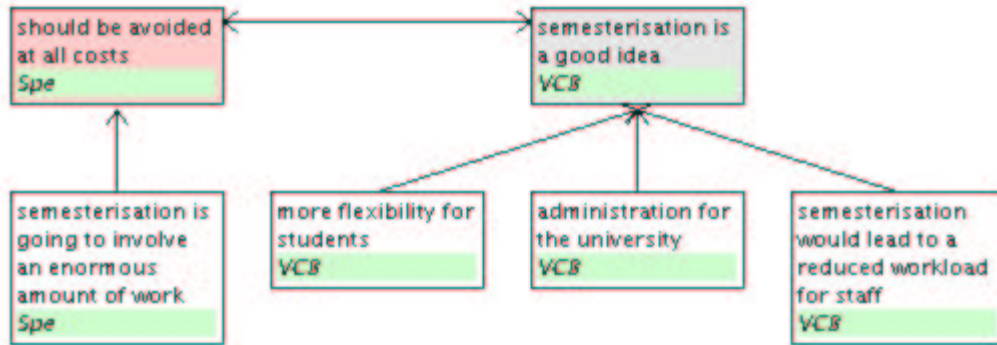 should be avoided
at all costs
Spe
semesterisation is
a good idea
VCB
semesterisation is
going to involve
an enormous
amount of work
Spe
more flexibility for
students
VCB
administration for
the university
VCB
semesterisation
would lead to a
reduced workload
for staff
VCB